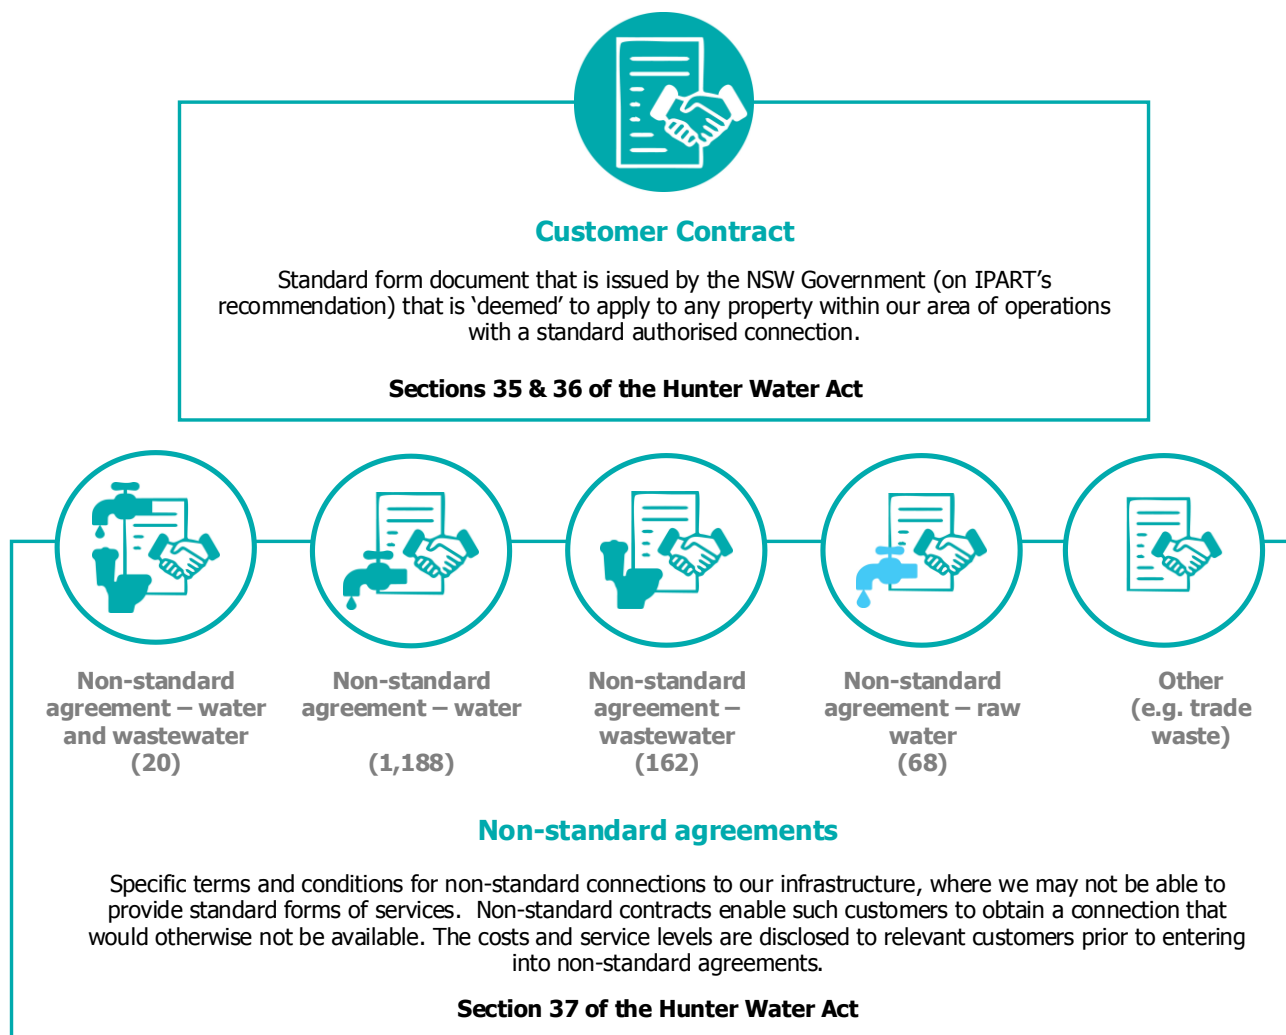 Customer Contract
Standard form document that is issued by the NSW Government (on IPART’s
recommendation) that is ‘deemed’ to apply to any property within our area of operations
with a standard authorised connection.
Sections 35 & 36 of the Hunter Water Act
Non-standard
agreement – water
and wastewater
(20)
Non-standard
agreement – water
(1,188)
Non-standard
agreement –
wastewater
(162)
Non-standard
agreement – raw
water
(68)
Other
(e.g. trade
waste)
Non-standard agreements
Specific terms and conditions for non-standard connections to our infrastructure, where we may not be able to
provide standard forms of services.  Non-standard contracts enable such customers to obtain a connection that
would otherwise not be available. The costs and service levels are disclosed to relevant customers prior to entering
into non-standard agreements.
Section 37 of the Hunter Water Act